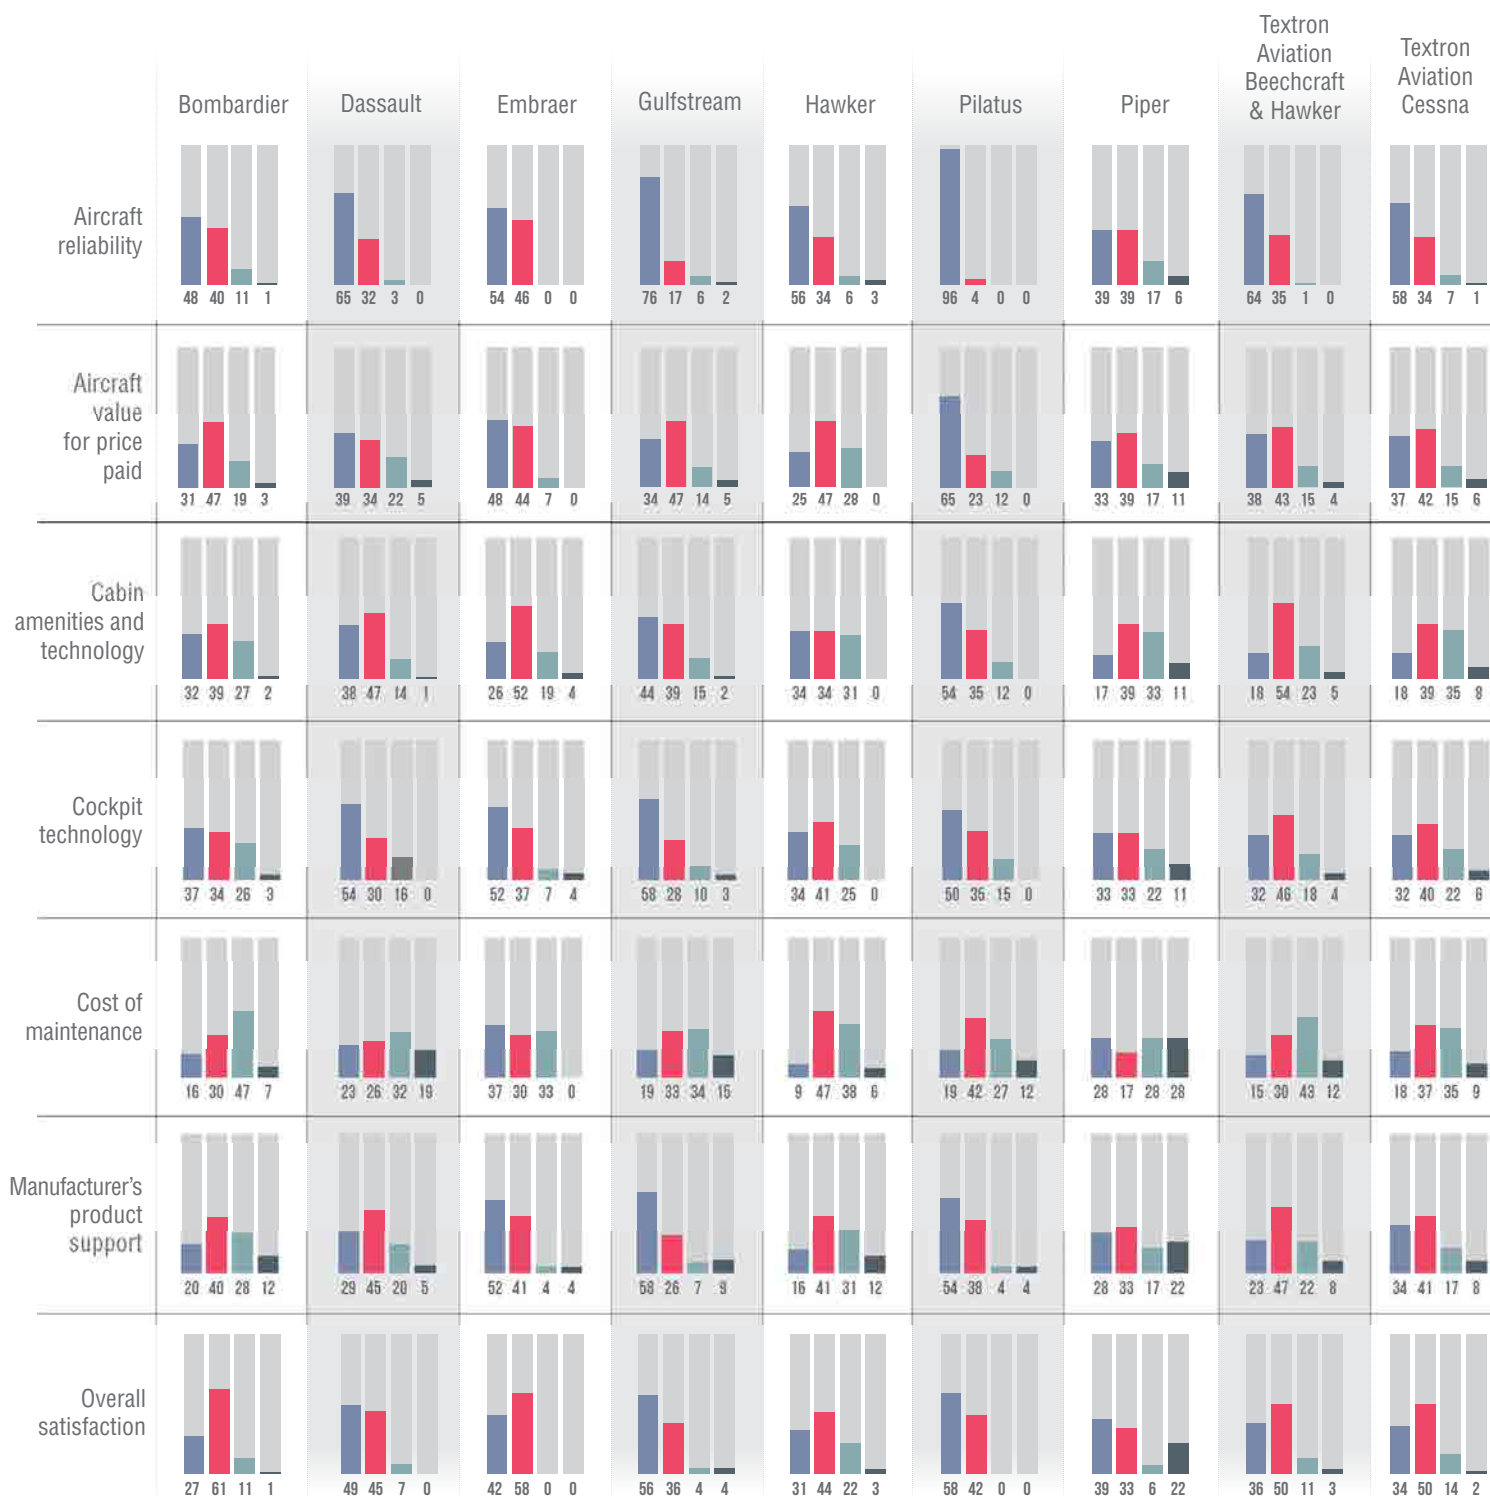 Textron
Aviation
Beechcraft
& Hawker
Textron
Aviation
Cessna
Bombardier
Dassault
Embraer
Gulfstream
Hawker
Pilatus
Piper
Aircraft
reliability
48 40 11 1
65 32 3 0
54 46 0 0
76 17 6 2
56 34 6 3
96 4 0 0
39 39 17 6
64 35 1 0
58 34 7 1
Aircraft
value
for price
paid
31 47 19 3
39 34 22 5
48 44 7 0
34 47 14 5
25 47 28 0
65 23 12 0
33 39 17 11
38 43 15 4
37 42 15 6
Cabin
amenities and
technology
32 39 27 2
38 47 14 1
26 52 19 4
44 39 15 2
34 34 31 0
54 35 12 0
17 39 33 11
18 54 23 5
18 39 35 8
Cockpit
technology
37 34 26 3
54 30 16 0
52 37 7 4
58 28 10 3
34 41 25 0
50 35 15 0
33 33 22 11
32 46 18 4
32 40 22 6
Cost of
maintenance
16 30 47 7
23 26 32 19
37 30 33 0
19 33 34 15
9 47 38 6
19 42 27 12
28 17 28 28
15 30 43 12
18 37 35 9
Manufacturer's
product
support
20 40 28 12
29 45 20 5
52 41 4 4
58 26 7 9
16 41 31 12
54 38 4 4
28 33 17 22
23 47 22 8
34 41 17 8
Overall
satisfaction
27 61 11 1
49 45 7 0
42 58 0 0
56 36 4 4
31 44 22 3
58 42 0 0
39 33 6 22
36 50 11 3
34 50 14 2